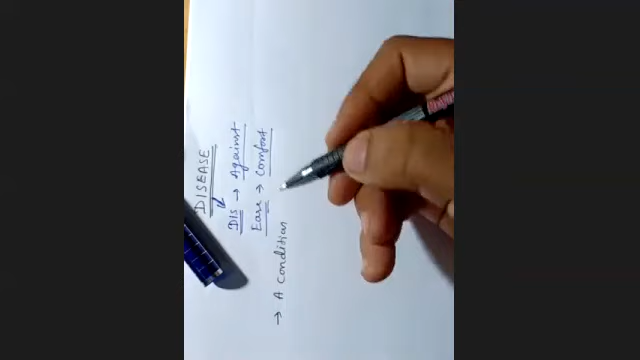 DISEASE
DIS → Against
Ease → Comfort
→ A condition